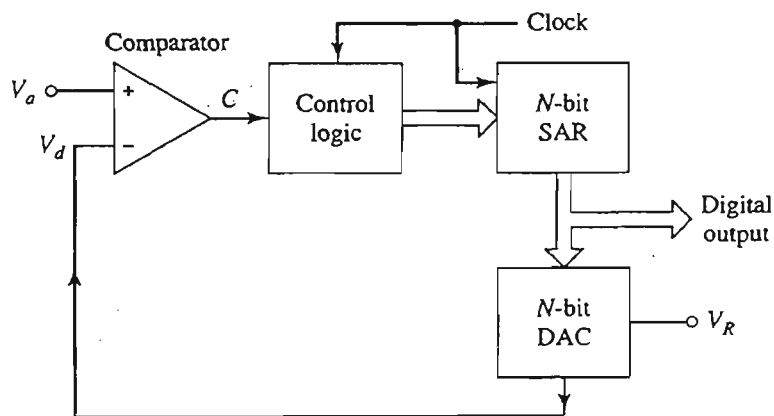 Clock
Comparator
V_a
+
C
Control
logic
N-bit
SAR
V_d
−
Digital
output
N-bit
DAC
V_R